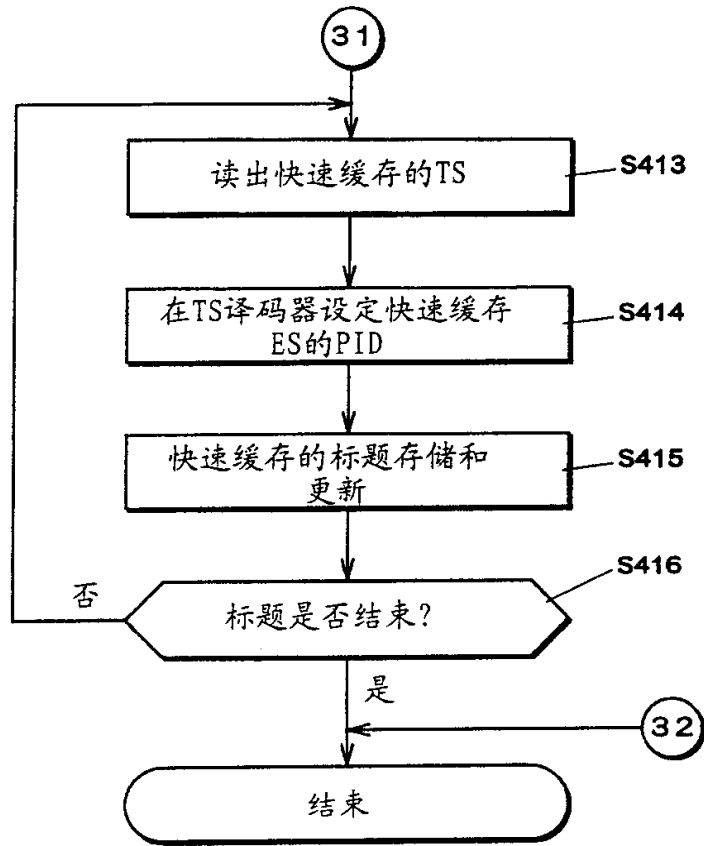 31
读出快速缓存的TS
S413
在TS译码器设定快速缓存
ES的PID
S414
快速缓存的标题存储和
更新
S415
S416
否
标题是否结束?
是
32
结束